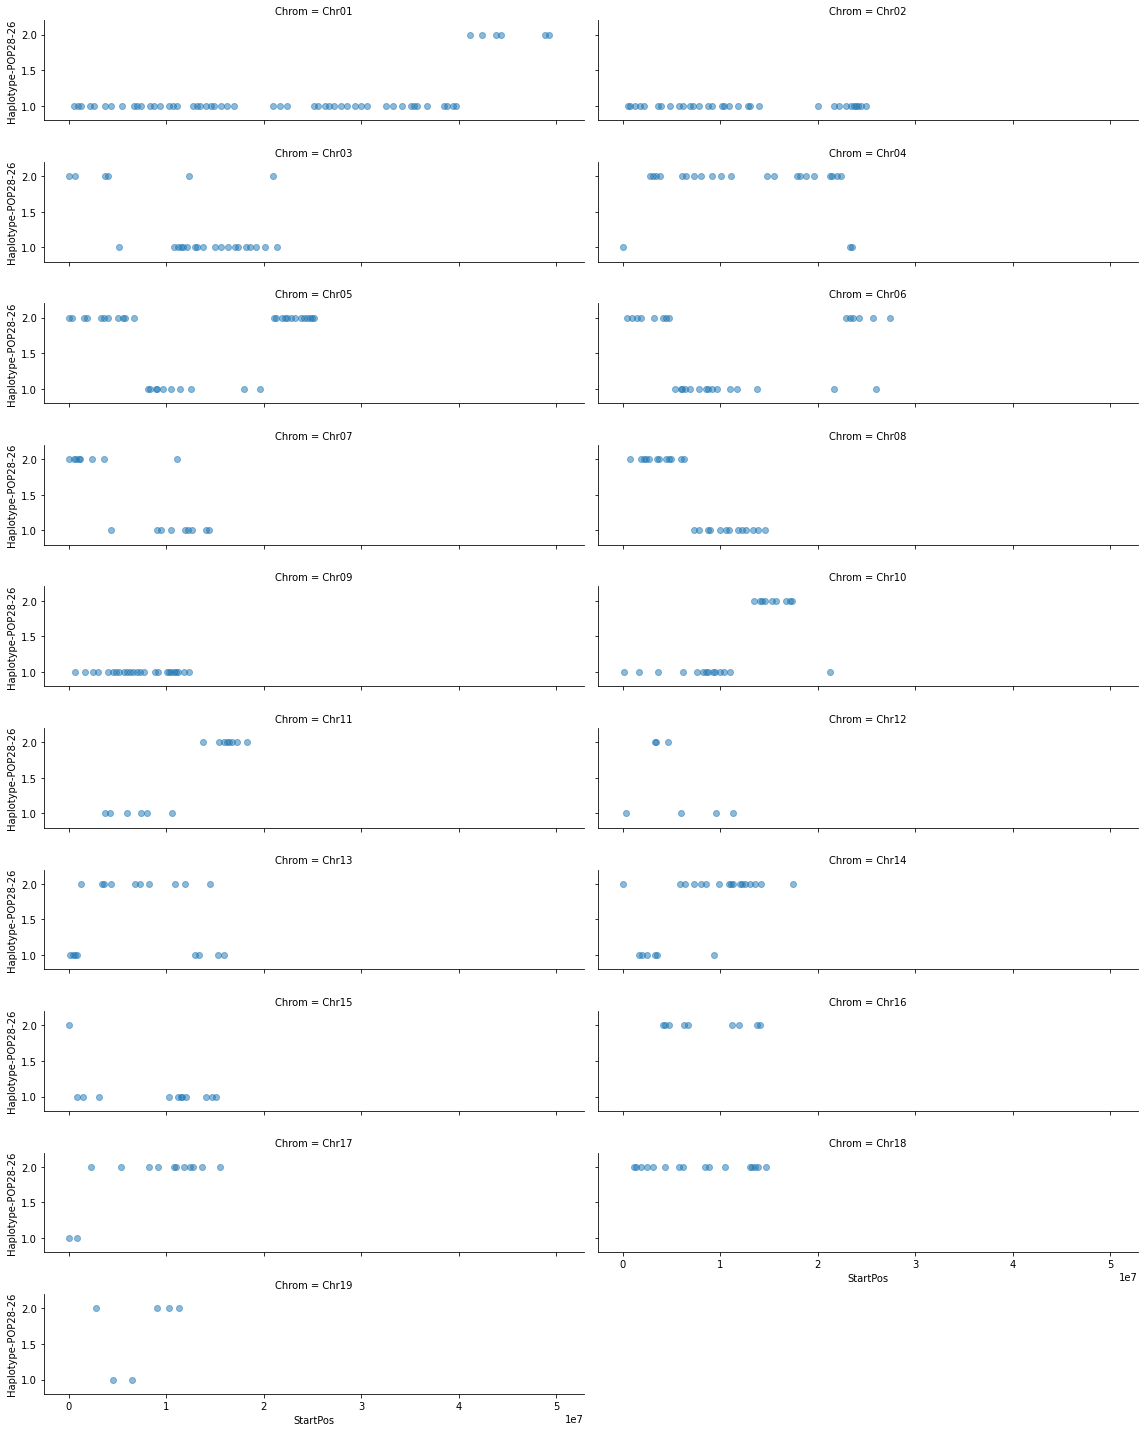 Chrom = Chr01
Chrom = Chr02
Haplotype-POP28-26
2.0
1.5
1.0
Chrom = Chr03
Chrom = Chr04
Haplotype-POP28-26
2.0
1.5
1.0
Chrom = Chr05
Chrom = Chr06
Haplotype-POP28-26
2.0
1.5
1.0
Chrom = Chr07
Chrom = Chr08
Haplotype-POP28-26
2.0
1.5
1.0
Chrom = Chr09
Chrom = Chr10
Haplotype-POP28-26
2.0
1.5
1.0
Chrom = Chr11
Chrom = Chr12
Haplotype-POP28-26
2.0
1.5
1.0
Chrom = Chr13
Chrom = Chr14
Haplotype-POP28-26
2.0
1.5
1.0
Chrom = Chr15
Chrom = Chr16
Haplotype-POP28-26
2.0
1.5
1.0
Chrom = Chr17
Chrom = Chr18
Haplotype-POP28-26
2.0
1.5
1.0
0 1 2 3 4 5
StartPos
1e7
Chrom = Chr19
Haplotype-POP28-26
2.0
1.5
1.0
0 1 2 3 4 5
StartPos
1e7